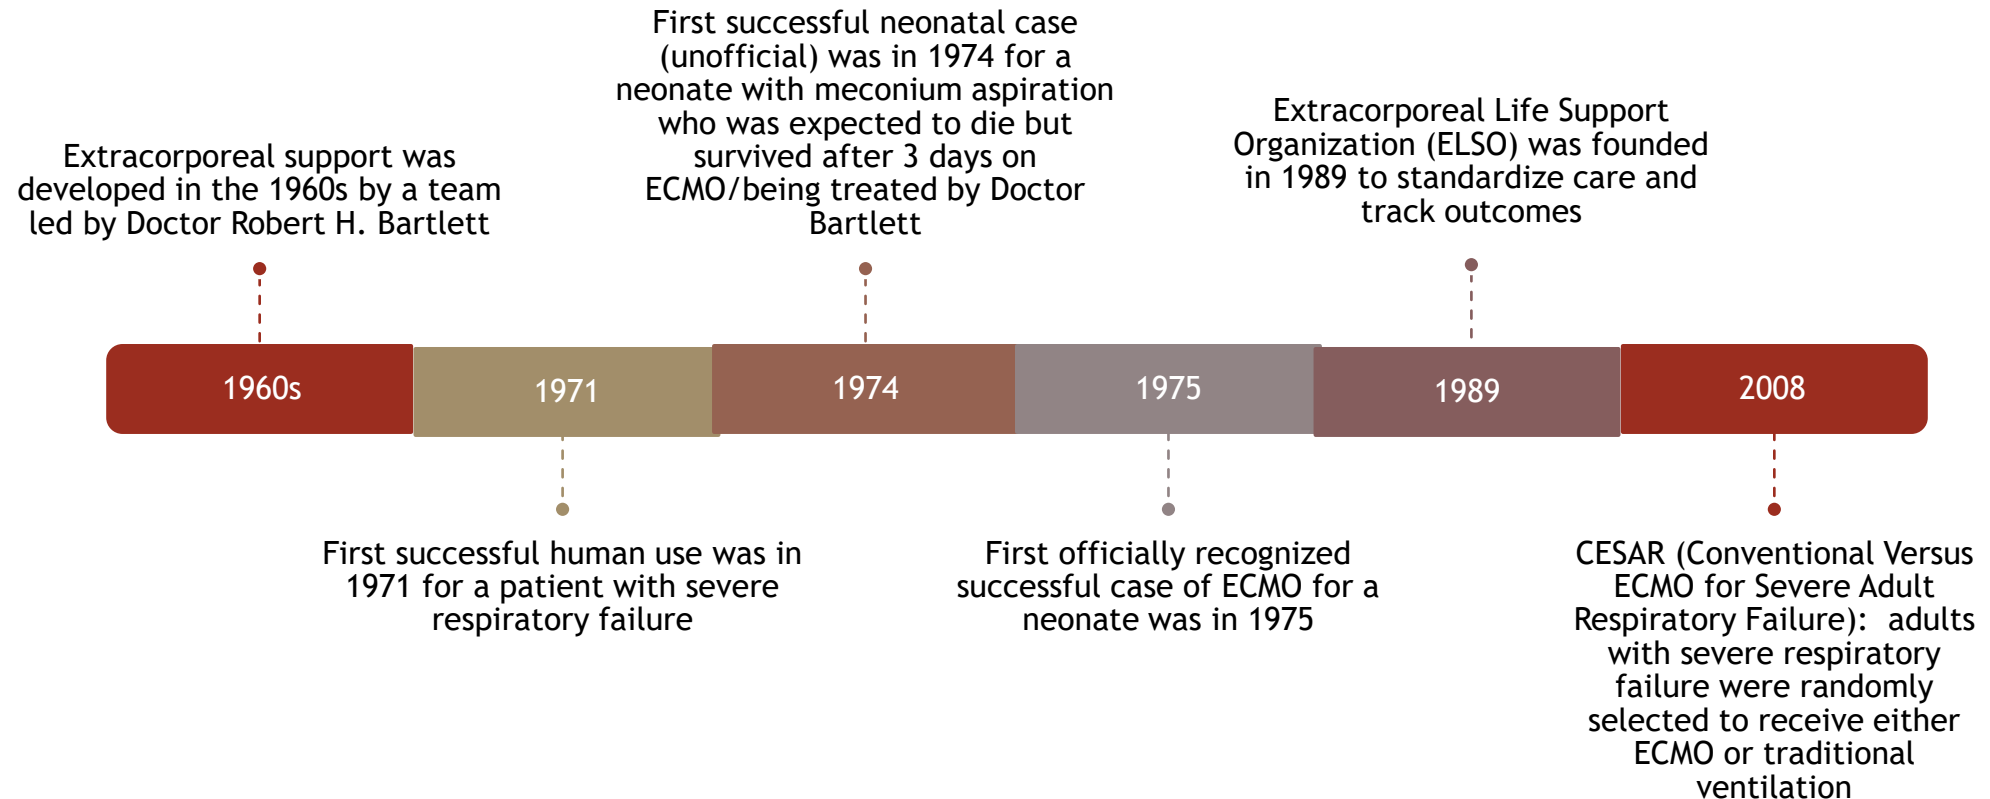 First successful neonatal case
(unofficial) was in 1974 for a
neonate with meconium aspiration
who was expected to die but
survived after 3 days on
ECMO/being treated by Doctor
Bartlett
Extracorporeal Life Support
Organization (ELSO) was founded
in 1989 to standardize care and
track outcomes
Extracorporeal support was
developed in the 1960s by a team
led by Doctor Robert H. Bartlett
1960s
1971
1974
1975
1989
2008
First successful human use was in
1971 for a patient with severe
respiratory failure
First officially recognized
successful case of ECMO for a
neonate was in 1975
CESAR (Conventional Versus
ECMO for Severe Adult
Respiratory Failure):  adults
with severe respiratory
failure were randomly
selected to receive either
ECMO or traditional
ventilation